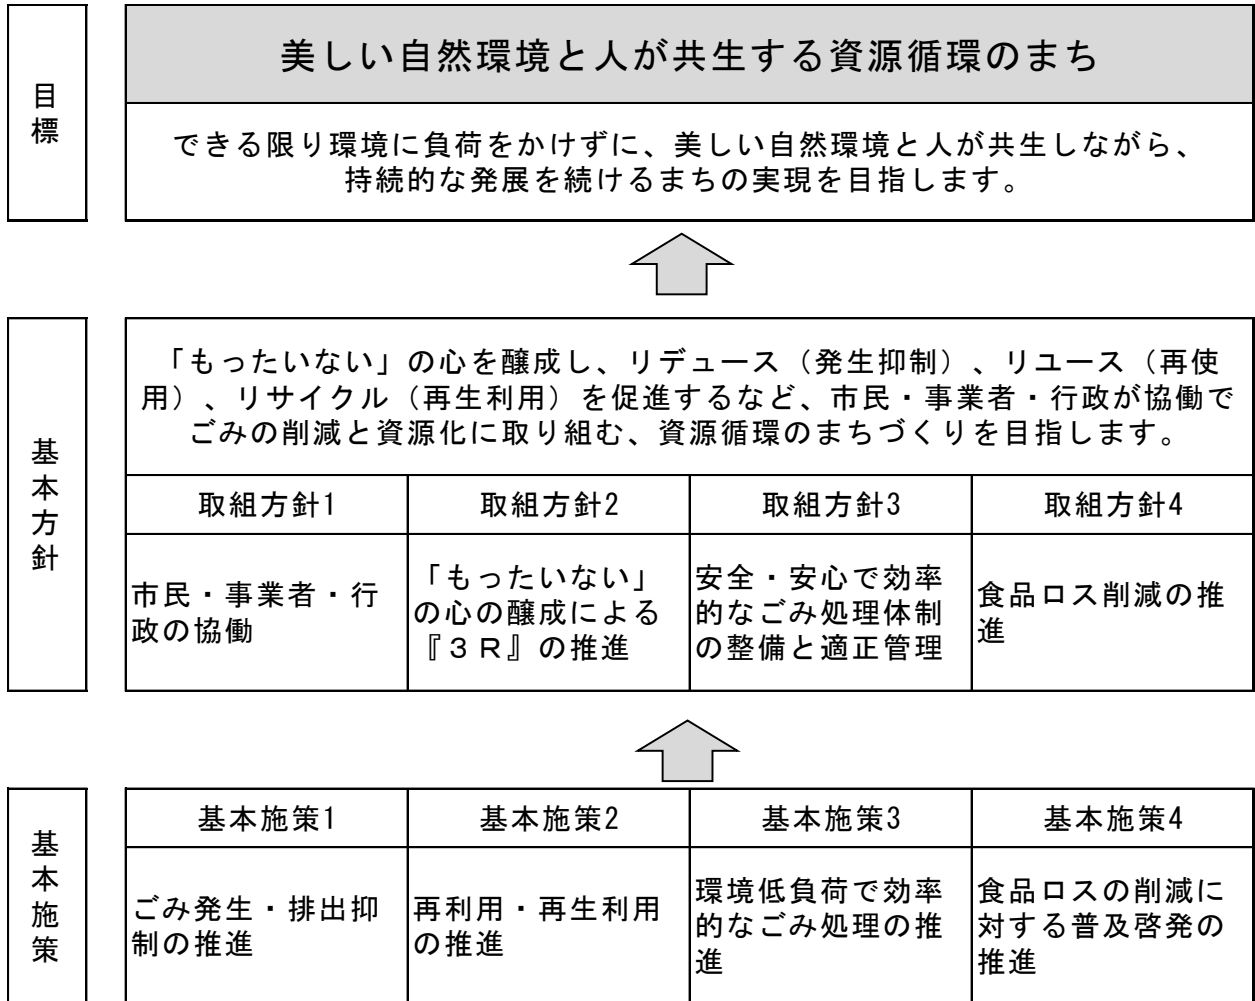 目標
美しい自然環境と人が共生する資源循環のまち
できる限り環境に負荷をかけずに、美しい自然環境と人が共生しながら、
持続的な発展を続けるまちの実現を目指します。
基本方針
「もったいない」の心を醸成し、リデュース（発生抑制）、リユース（再使
用）、リサイクル（再生利用）を促進するなど、市民・事業者・行政が協働で
ごみの削減と資源化に取り組む、資源循環のまちづくりを目指します。
取組方針1
市民・事業者・行
政の協働
取組方針2
「もったいない」
の心の醸成による
『３Ｒ』の推進
取組方針3
安全・安心で効率
的なごみ処理体制
の整備と適正管理
取組方針4
食品ロス削減の推
進
基本施策
基本施策1
ごみ発生・排出抑
制の推進
基本施策2
再利用・再生利用
の推進
基本施策3
環境低負荷で効率
的なごみ処理の推
進
基本施策4
食品ロスの削減に
対する普及啓発の
推進